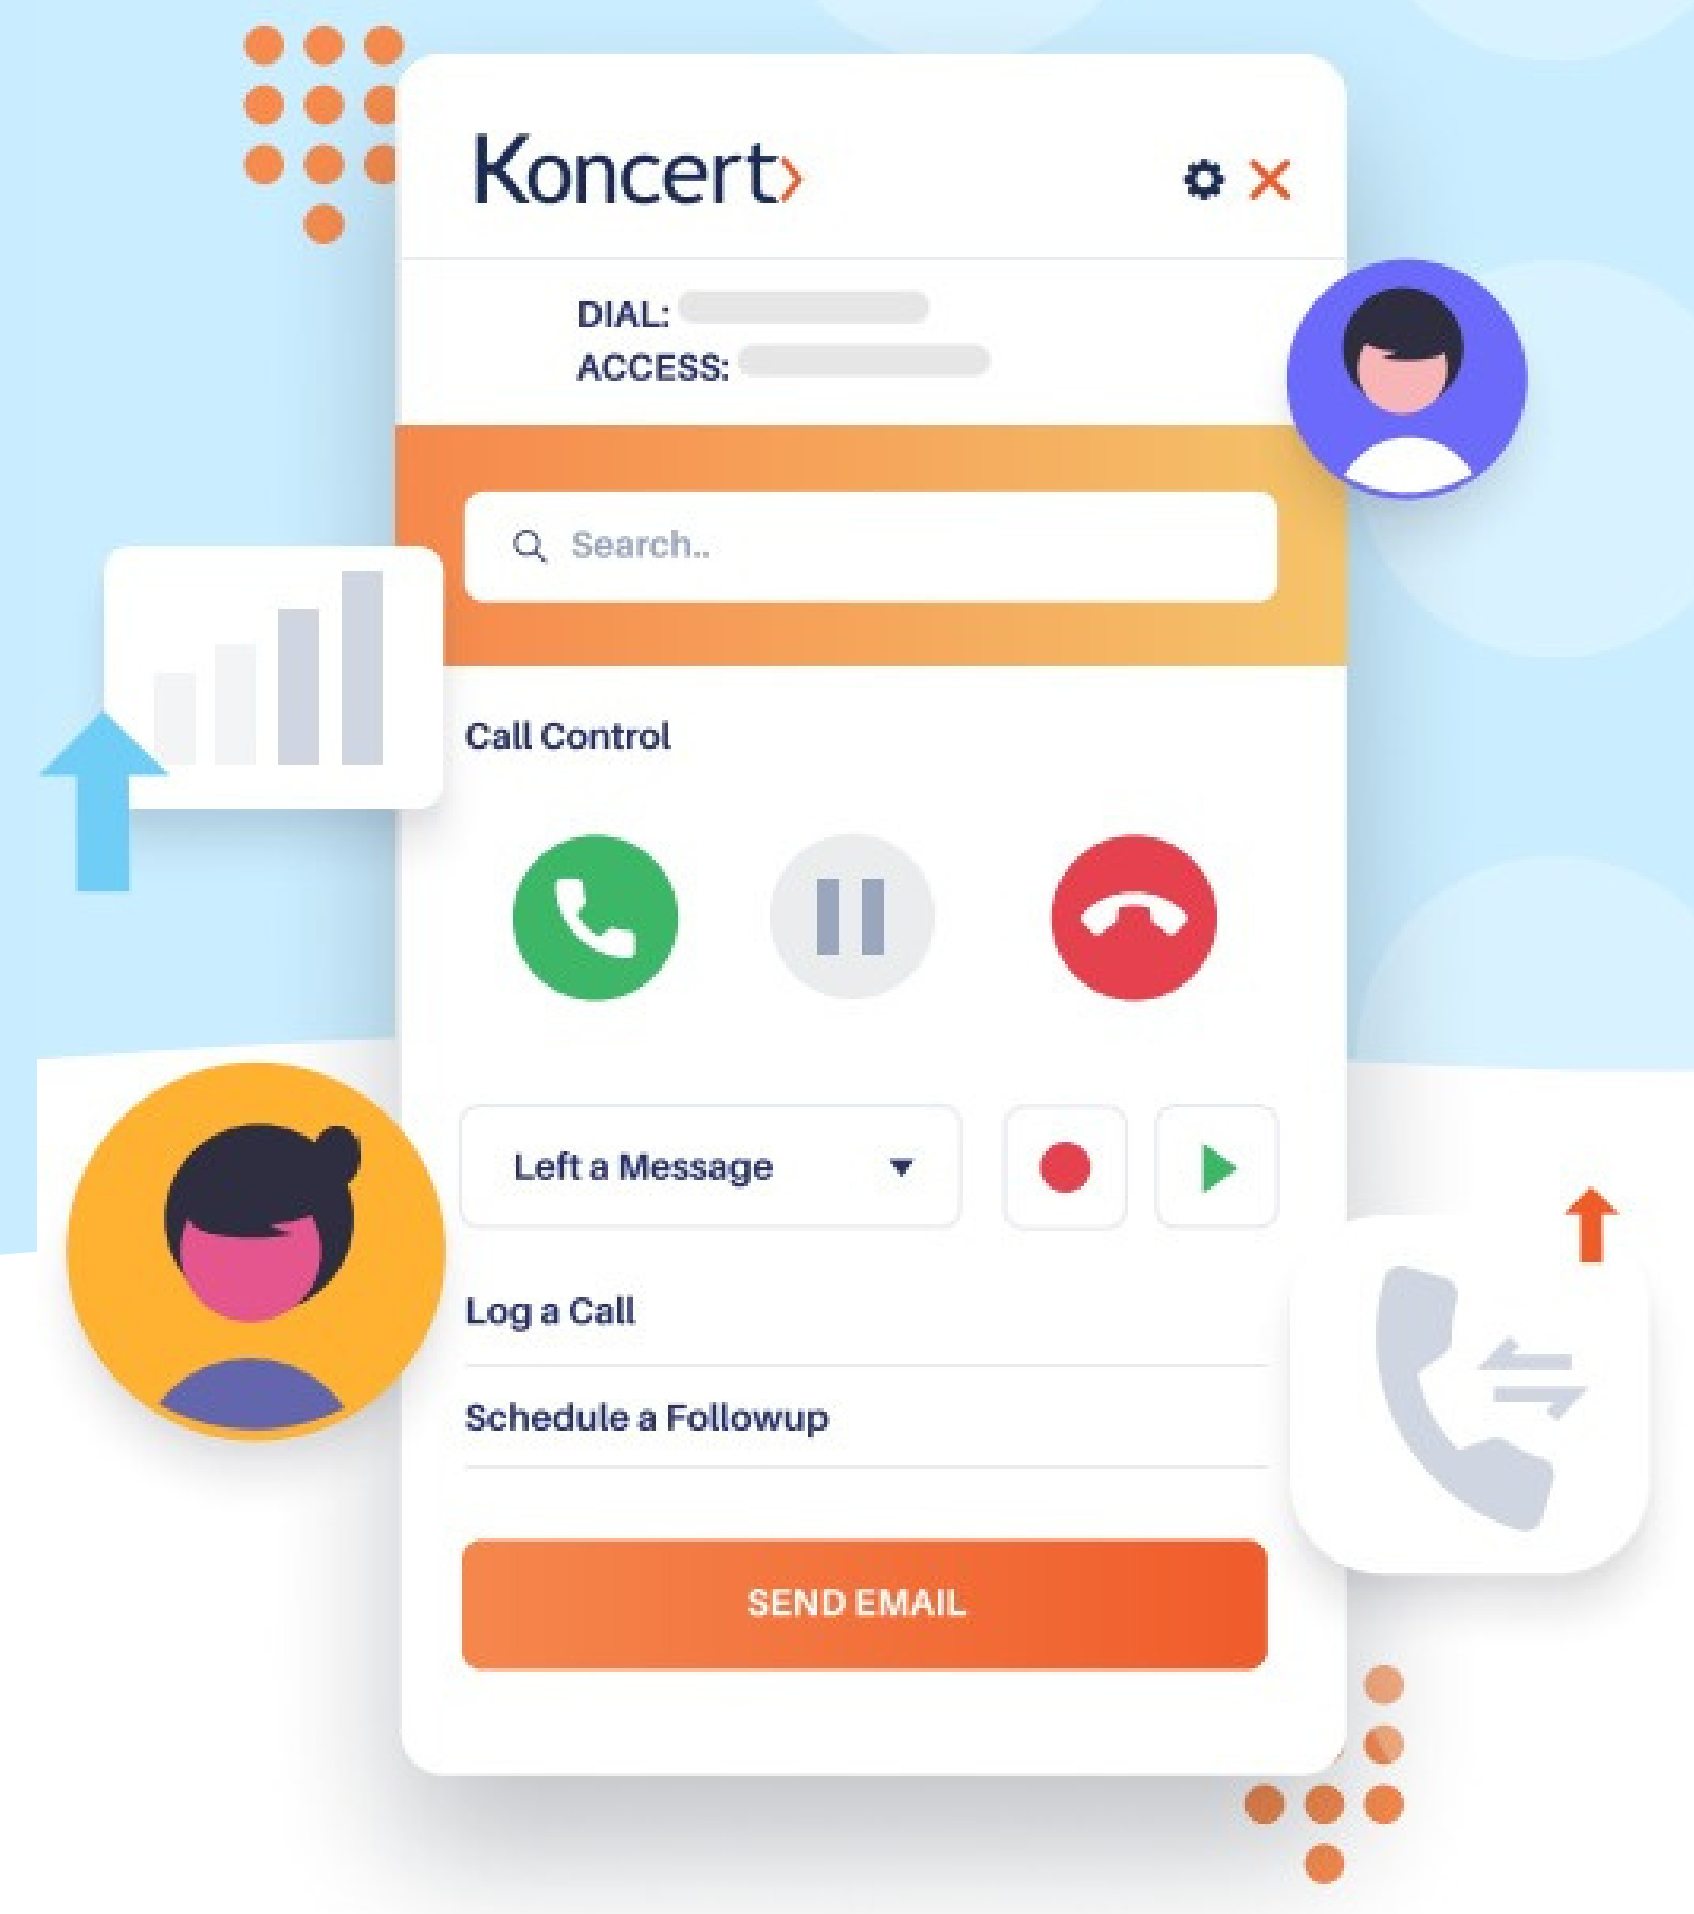 Koncert
DIAL:
ACCESS:
Search..
Call Control
Left a Message
Log a Call
Schedule a Followup
SEND EMAIL